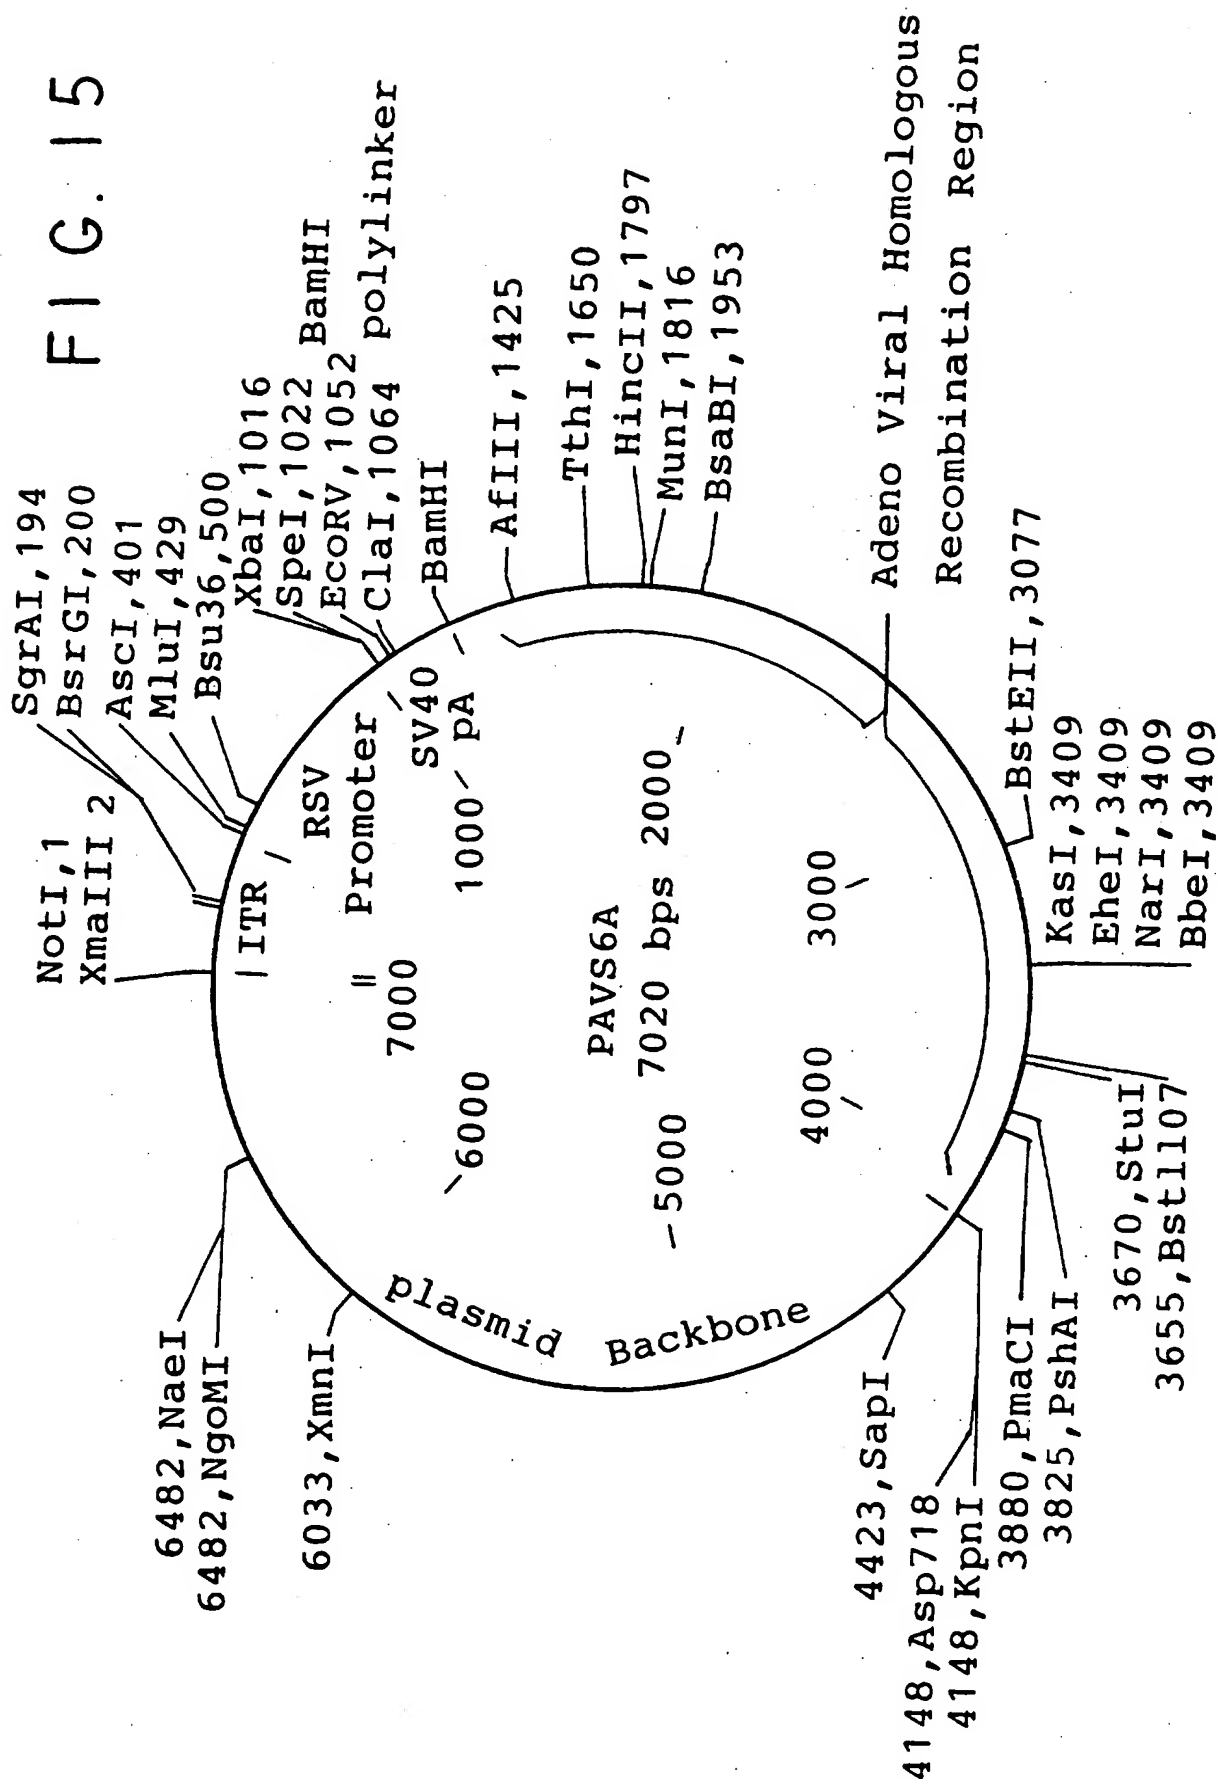 FIG. 15
NotI,1
XmaIII 2
SgrAI,194
BsrGI,200
AscI,401
MluI,429
Bsu36,500
XbaI,1016
SpeI,1022 BamHI
EcoRV,1052
ClaI,1064 polylinker
BamHI
AflII,1425
TthI,1650
HincII,1797
MunI,1816
BsaBI,1953
Adeno Viral Homologous
Recombination Region
BstEII,3077
KasI,3409
EheI,3409
NarI,3409
BbeI,3409
3670,StuI
3655,Bst1107
3825,PshAI
3880,PmaCI
4148,KpnI
4148,Asp718
4423,SapI
6033,XmnI
6482,NgoMI
6482,NaeI
ITR
RSV
Promoter
SV40
pA
1000
2000
3000
4000
5000
6000
7000
PAVS6A
7020 bps
plasmid Backbone